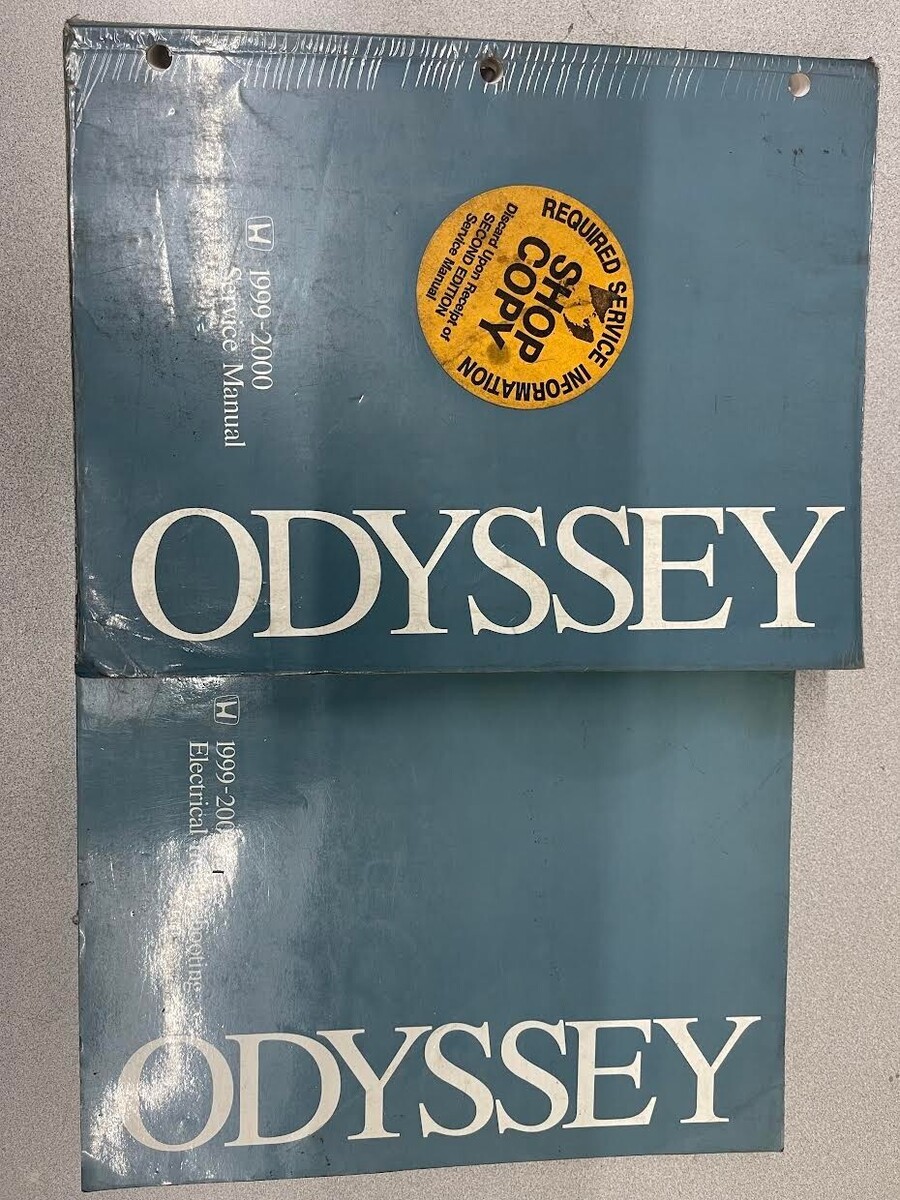 REQUIRED SERVICE INFORMATION
SHOP
COPY
Discard Upon Receipt of
SECOND EDITION
Service Manual
1999-2000
Service Manual
ODYSSEY
1999-200
Electrical
ODYSSEY